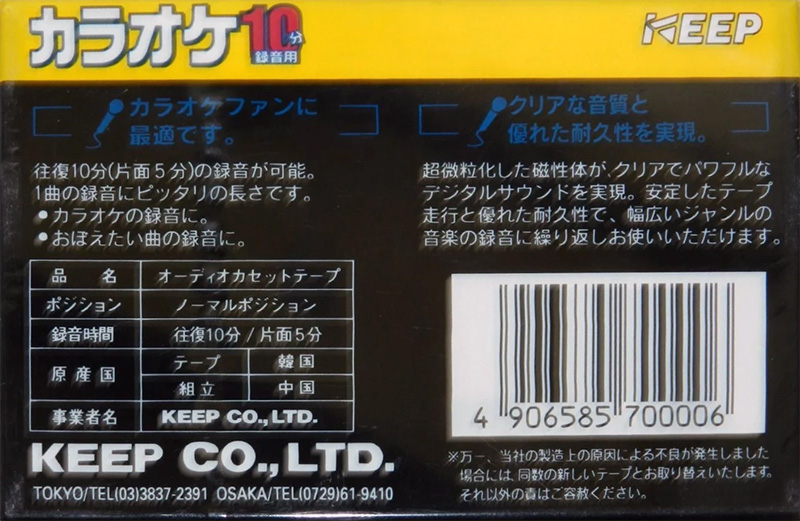 カラオケ10分録音用
KEEP
カラオケファンに
最適です。
往復10分(片面5分)の録音が可能。
1曲の録音にピッタリの長さです。
●カラオケの録音に。
●おぼえたい曲の録音に。
クリアな音質と
優れた耐久性を実現。
超微粒化した磁性体が、クリアでパワフルな
デジタルサウンドを実現。安定したテープ
走行と優れた耐久性で、幅広いジャンルの
音楽の録音に繰り返しお使いいただけます。
品名 オーディオカセットテープ
ポジション ノーマルポジション
録音時間 往復10分/片面5分
原産国 テープ 韓国
組立 中国
事業者名 KEEP CO.,LTD.
KEEP CO.,LTD.
TOKYO/TEL(03)3837-2391 OSAKA/TEL(0729)61-9410
4 906585 700006
※万一、当社の製造上の原因による不良が発生しました
場合には、同数の新しいテープとお取り替えいたします。
それ以外の責はご容赦ください。